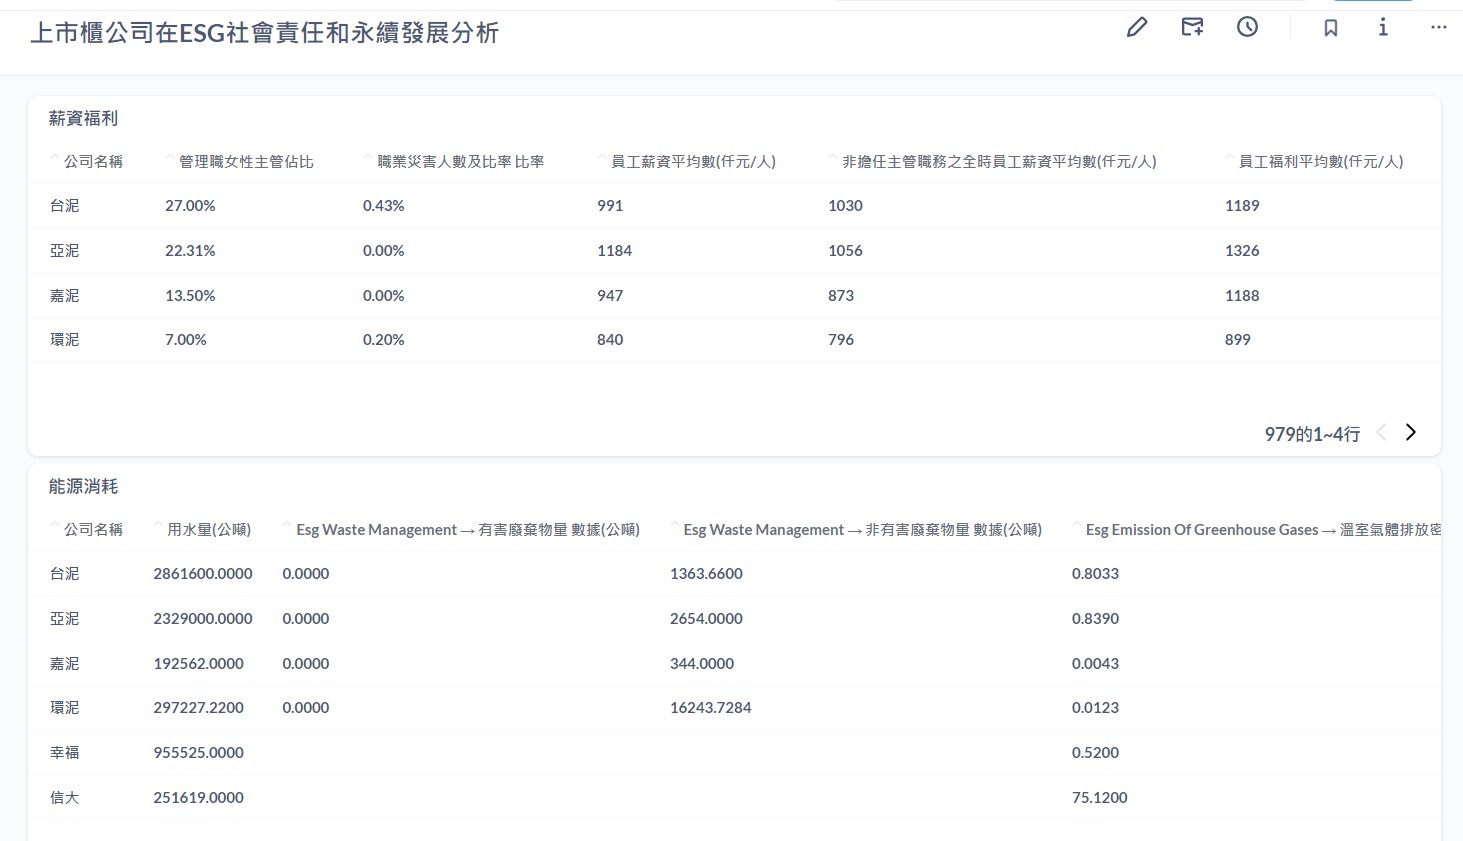 上市櫃公司在ESG社會責任和永續發展分析
薪資福利
公司名稱 管理職女性主管佔比 職業災害人數及比率 比率 員工薪資平均數(仟元/人) 非擔任主管職務之全時員工薪資平均數(仟元/人) 員工福利平均數(仟元/人)
台泥 27.00% 0.43% 991 1030 1189
亞泥 22.31% 0.00% 1184 1056 1326
嘉泥 13.50% 0.00% 947 873 1188
環泥 7.00% 0.20% 840 796 899
979的1~4行
能源消耗
公司名稱 用水量(公噸) Esg Waste Management → 有害廢棄物量 數據(公噸) Esg Waste Management → 非有害廢棄物量 數據(公噸) Esg Emission Of Greenhouse Gases → 溫室氣體排放密
台泥 2861600.0000 0.0000 1363.6600 0.8033
亞泥 2329000.0000 0.0000 2654.0000 0.8390
嘉泥 192562.0000 0.0000 344.0000 0.0043
環泥 297227.2200 0.0000 16243.7284 0.0123
幸福 955525.0000 0.5200
信大 251619.0000 75.1200